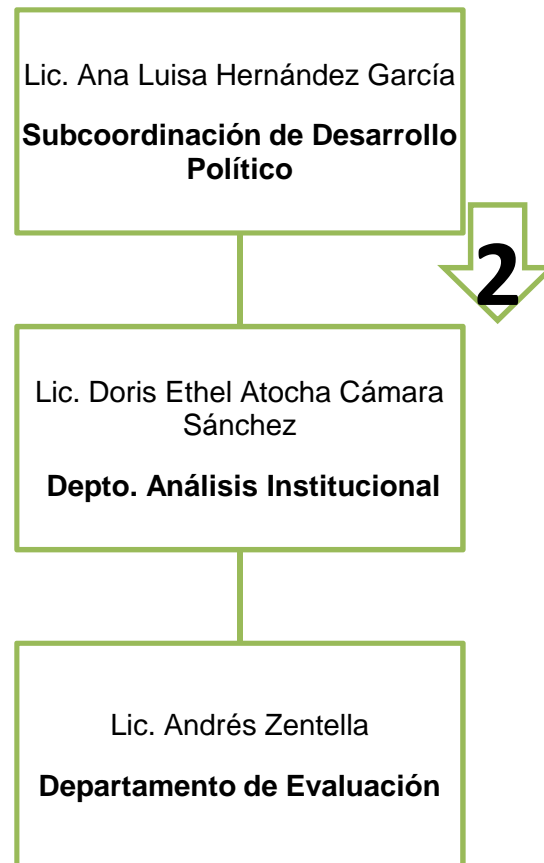 Lic. Ana Luisa Hernández García
Subcoordinación de Desarrollo
Político
2
Lic. Doris Ethel Atocha Cámara
Sánchez
Depto. Análisis Institucional
Lic. Andrés Zentella
Departamento de Evaluación